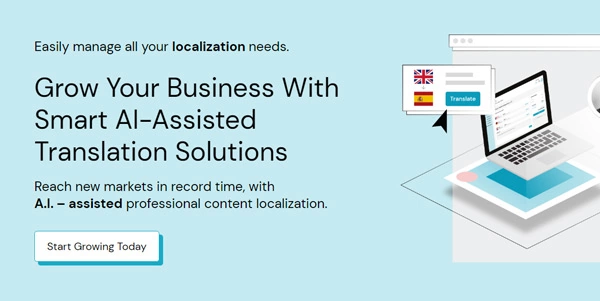 Easily manage all your localization needs.
Grow Your Business With
Smart AI-Assisted
Translation Solutions
Reach new markets in record time, with
A.I. – assisted professional content localization.
Start Growing Today
Translate